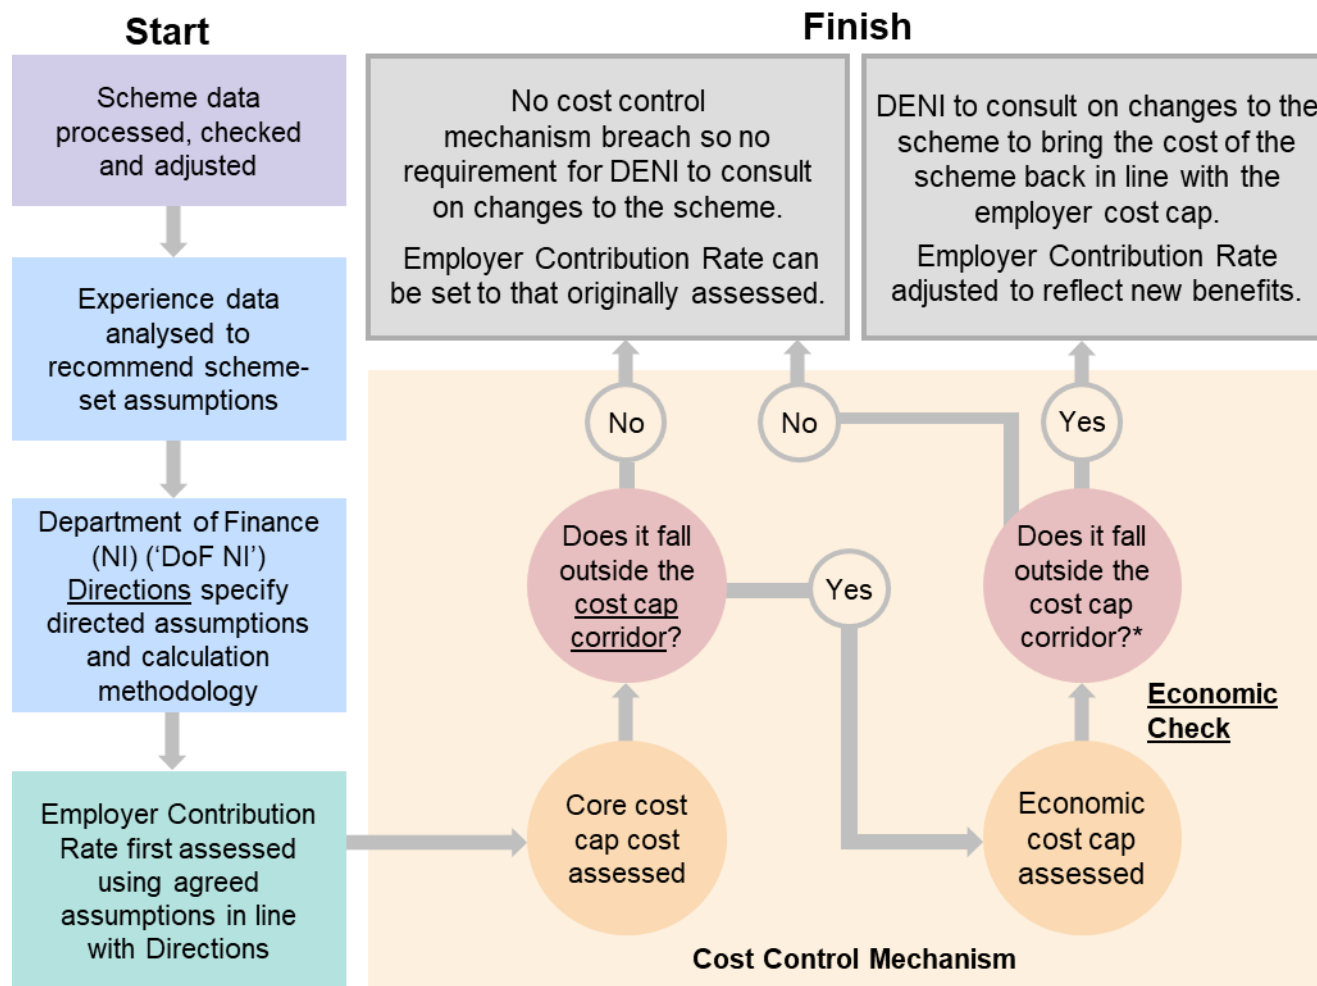 Start
Scheme data
processed, checked
and adjusted
Experience data
analysed to
recommend scheme-
set assumptions
Department of Finance
(NI) (‘DoF NI’)
Directions specify
directed assumptions
and calculation
methodology
Employer Contribution
Rate first assessed
using agreed
assumptions in line
with Directions
Finish
No cost control
mechanism breach so no
requirement for DENI to consult
on changes to the scheme.
Employer Contribution Rate can
be set to that originally assessed.
DENI to consult on changes to the
scheme to bring the cost of the
scheme back in line with the
employer cost cap.
Employer Contribution Rate
adjusted to reflect new benefits.
No
No
Yes
Does it fall
outside the
cost cap
corridor?
Yes
Does it fall
outside the
cost cap
corridor?*
Economic
Check
Core cost
cap cost
assessed
Economic
cost cap
assessed
Cost Control Mechanism